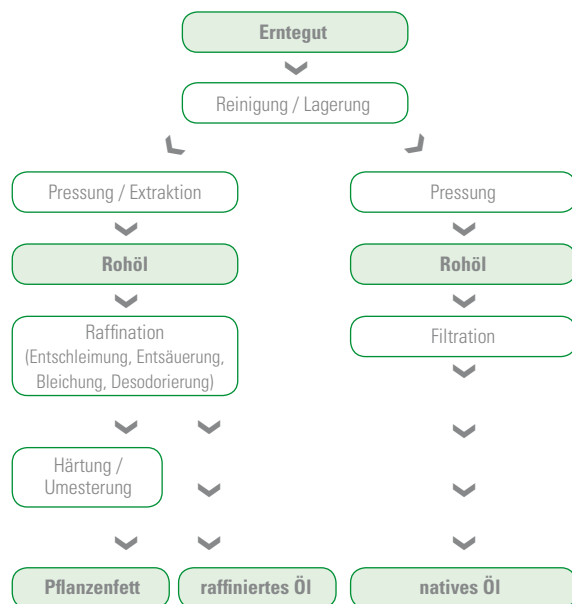 Erntegut
Reinigung / Lagerung
Pressung / Extraktion
Pressung
Rohöl
Rohöl
Raffination
(Entschleimung, Entsäuerung,
Bleichung, Desodorierung)
Filtration
Härtung /
Umesterung
Pflanzenfett
raffiniertes Öl
natives Öl